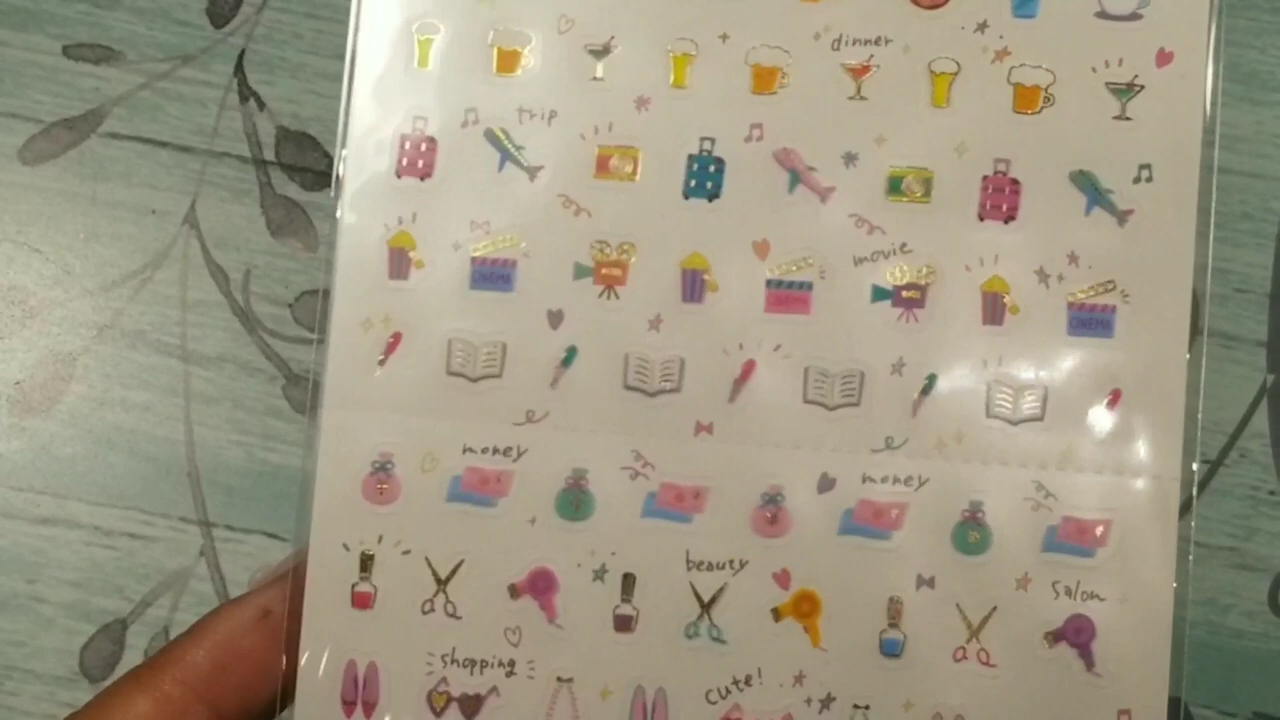 dinner
trip
movie
CINEMA
CINEMA
CINEMA
money
money
beauty
salon
shopping
cute!